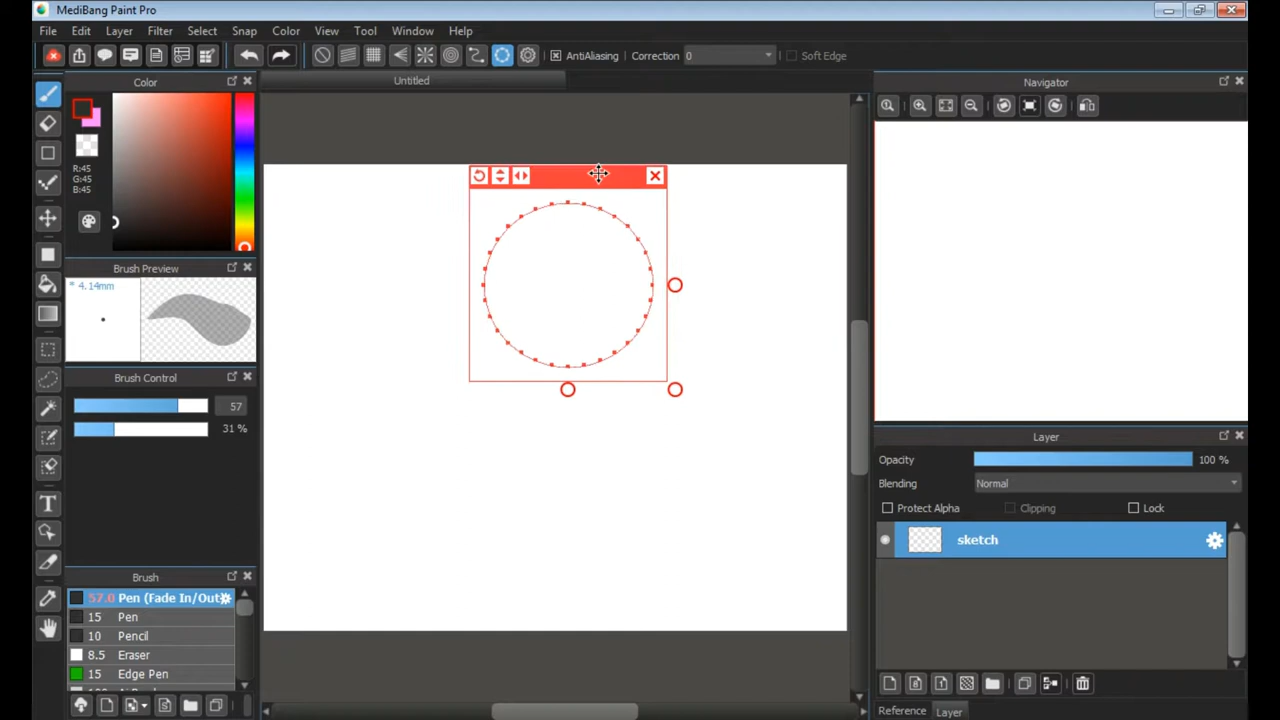 MediBang Paint Pro
File Edit Layer Filter Select Snap Color View Tool Window Help
AntiAliasing Correction 0 Soft Edge
Color
Untitled
Navigator
R:45
G:45
B:45
Brush Preview
* 4.14mm
Brush Control
57
31 %
Layer
Opacity 100 %
Blending Normal
Protect Alpha Clipping Lock
sketch
Brush
57.0 Pen (Fade In/Out
15 Pen
10 Pencil
8.5 Eraser
15 Edge Pen
Reference Layer